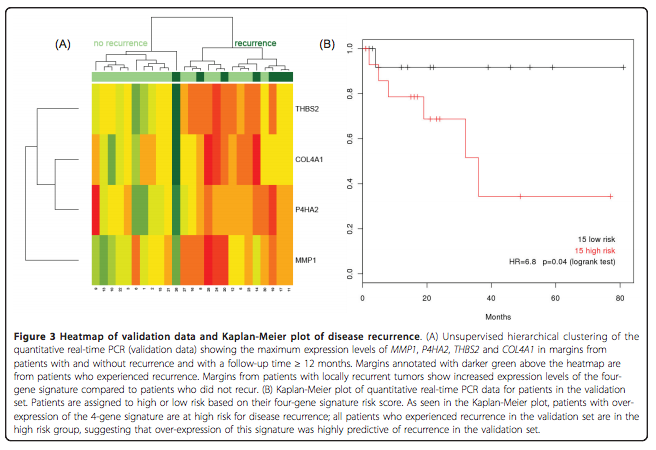 (A)
no recurrence
recurrence
THBS2
COL4A1
P4HA2
MMP1
(B)
1.0
0.8
0.6
0.4
0.2
0.0
15 low risk
15 high risk
HR=6.8 p=0.04 (logrank test)
0 20 40 60 80
Months
Figure 3 Heatmap of validation data and Kaplan-Meier plot of disease recurrence. (A) Unsupervised hierarchical clustering of the
quantitative real-time PCR (validation data) showing the maximum expression levels of MMP1, P4HA2, THBS2 and COL4A1 in margins from
patients with and without recurrence and with a follow-up time ≥ 12 months. Margins annotated with darker green above the heatmap are
from patients who experienced recurrence. Margins from patients with locally recurrent tumors show increased expression levels of the four-
gene signature compared to patients who did not recur. (B) Kaplan-Meier plot of quantitative real-time PCR data for patients in the validation
set. Patients are assigned to high or low risk based on their four-gene signature risk score. As seen in the Kaplan-Meier plot, patients with over-
expression of the 4-gene signature are at high risk for disease recurrence; all patients who experienced recurrence in the validation set are in the
high risk group, suggesting that over-expression of this signature was highly predictive of recurrence in the validation set.